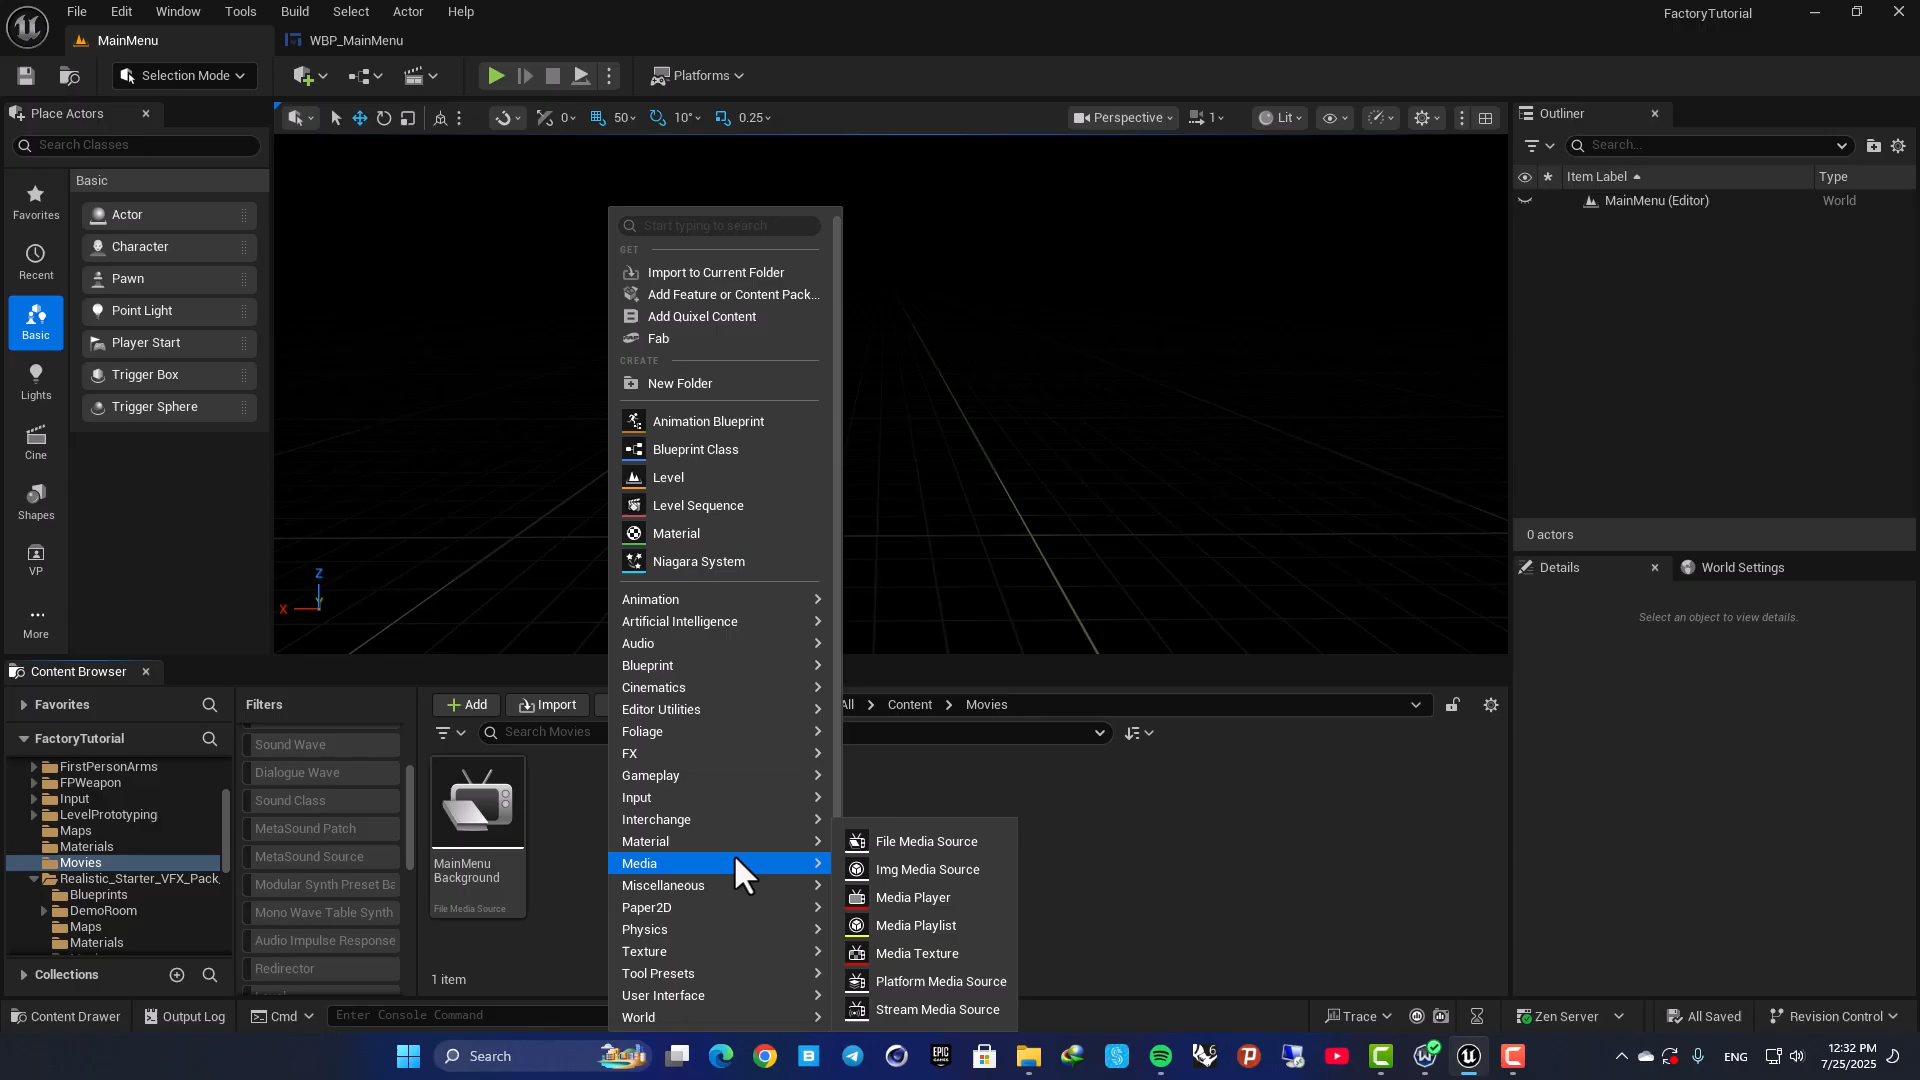 File Edit Window Tools Build Select Actor Help
FactoryTutorial
MainMenu
WBP_MainMenu
Selection Mode
Platforms
Place Actors
Search Classes
Basic
Favorites
Recent
Basic
Lights
Cine
Shapes
VP
More
Actor
Character
Pawn
Point Light
Player Start
Trigger Box
Trigger Sphere
0
50
10°
0.25
Perspective
1
Lit
X
Z
Y
Start typing to search
GET
Import to Current Folder
Add Feature or Content Pack...
Add Quixel Content
Fab
CREATE
New Folder
Animation Blueprint
Blueprint Class
Level
Level Sequence
Material
Niagara System
Animation
Artificial Intelligence
Audio
Blueprint
Cinematics
Editor Utilities
Foliage
FX
Gameplay
Input
Interchange
Material
Media
Miscellaneous
Paper2D
Physics
Texture
Tool Presets
User Interface
World
File Media Source
Img Media Source
Media Player
Media Playlist
Media Texture
Platform Media Source
Stream Media Source
Outliner
Search...
Item Label
Type
MainMenu (Editor)
World
0 actors
Details
World Settings
Select an object to view details.
Content Browser
Favorites
FactoryTutorial
FirstPersonArms
FPWeapon
Input
LevelPrototyping
Maps
Materials
Movies
Realistic_Starter_VFX_Pack_
Blueprints
DemoRoom
Maps
Materials
Collections
Filters
Sound Wave
Dialogue Wave
Sound Class
MetaSound Patch
MetaSound Source
Modular Synth Preset Ba
Mono Wave Table Synth
Audio Impulse Response
Redirector
Add
Import
All
Content
Movies
Search Movies
MainMenu
Background
File Media Source
1 item
Content Drawer
Output Log
Cmd
Enter Console Command
Trace
Zen Server
All Saved
Revision Control
Search
EPIC
GAMES
6
ENG
12:32 PM
7/25/2025